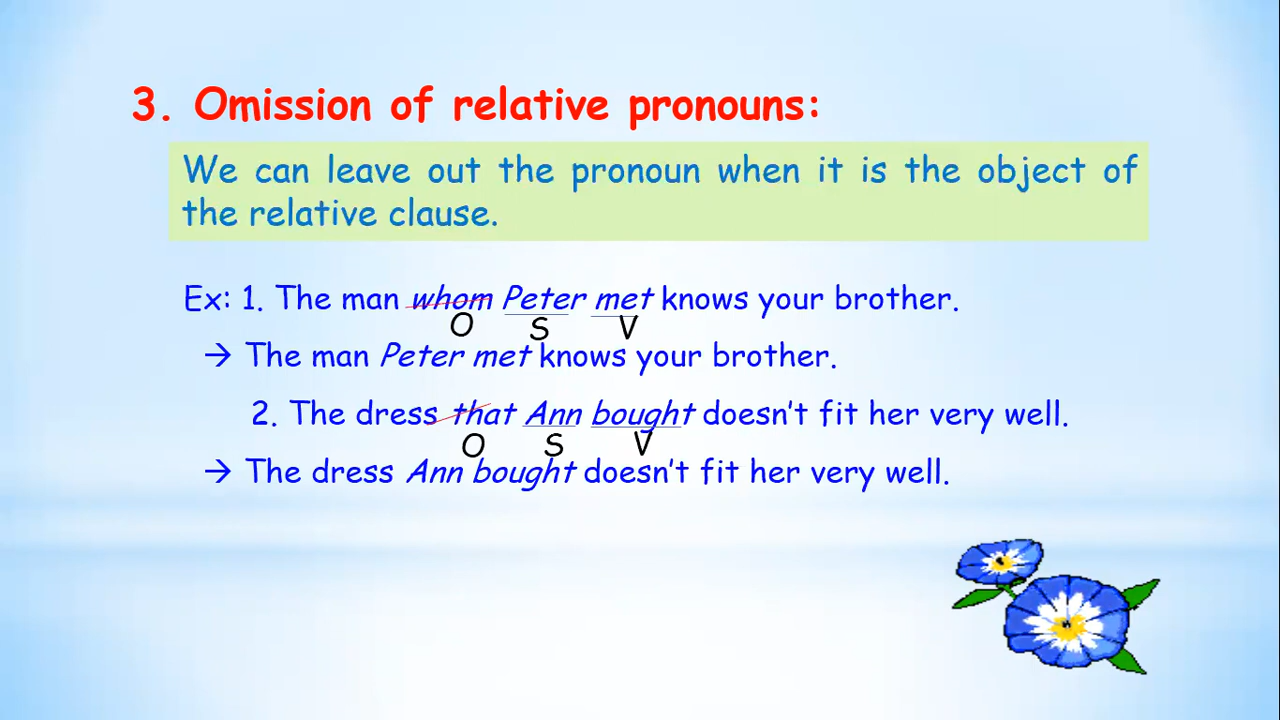 3. Omission of relative pronouns:
We can leave out the pronoun when it is the object of
the relative clause.
Ex: 1. The man whom Peter met knows your brother.
O S V
→ The man Peter met knows your brother.
2. The dress that Ann bought doesn't fit her very well.
O S V
→ The dress Ann bought doesn't fit her very well.